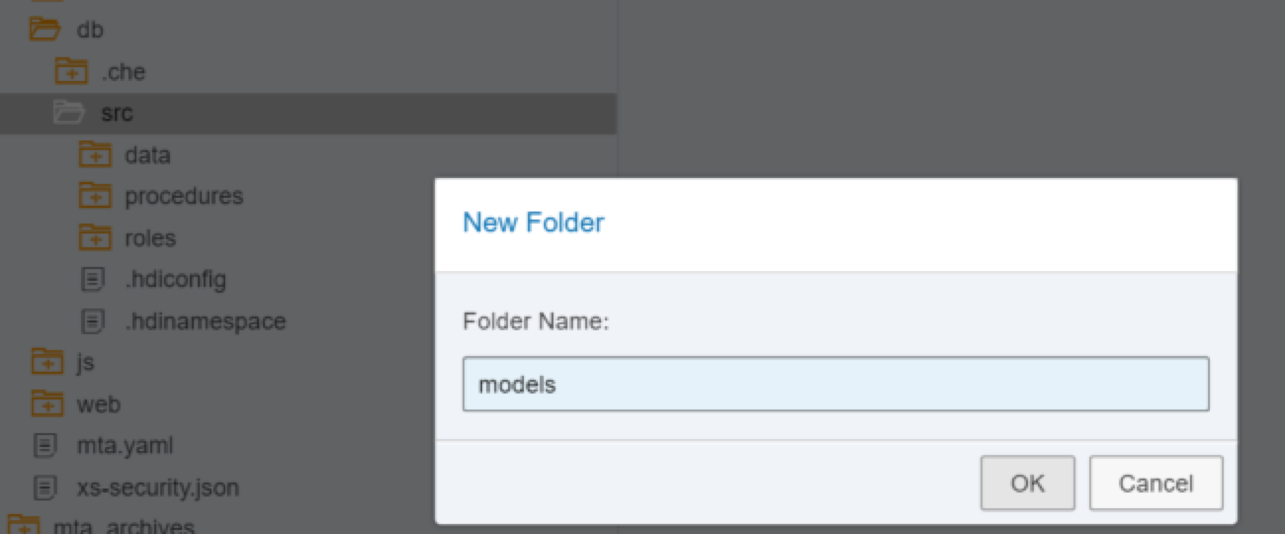 db
.che
src
data
procedures
roles
.hdiconfig
.hdinamespace
js
web
mta.yaml
xs-security.json
mta_archives
New Folder
Folder Name:
models
OK Cancel